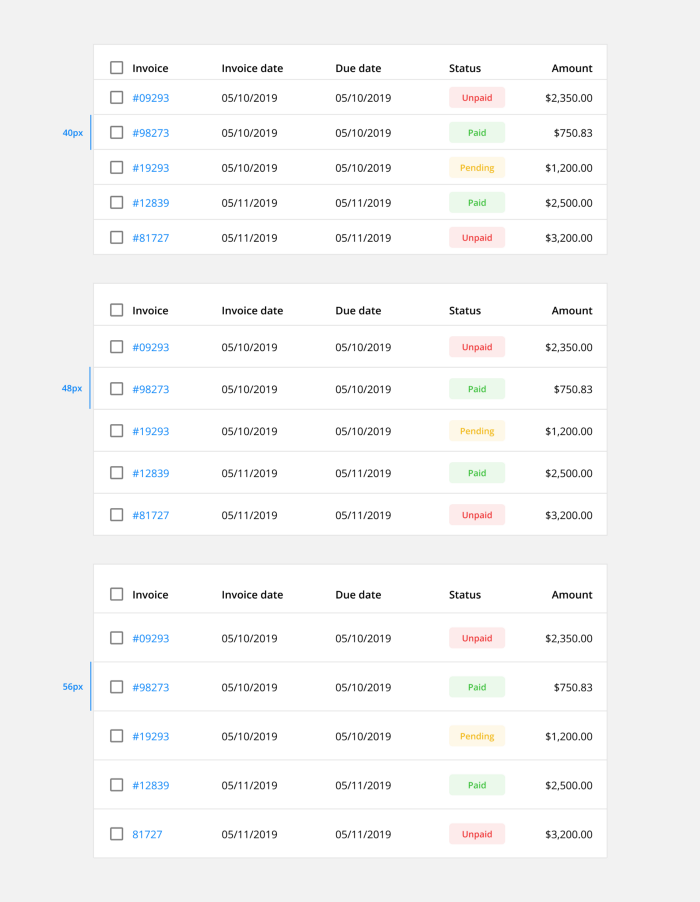 Invoice Invoice date Due date Status Amount
#09293 05/10/2019 05/10/2019 Unpaid $2,350.00
40px #98273 05/10/2019 05/10/2019 Paid $750.83
#19293 05/10/2019 05/10/2019 Pending $1,200.00
#12839 05/11/2019 05/11/2019 Paid $2,500.00
#81727 05/11/2019 05/11/2019 Unpaid $3,200.00
Invoice Invoice date Due date Status Amount
#09293 05/10/2019 05/10/2019 Unpaid $2,350.00
48px #98273 05/10/2019 05/10/2019 Paid $750.83
#19293 05/10/2019 05/10/2019 Pending $1,200.00
#12839 05/11/2019 05/11/2019 Paid $2,500.00
#81727 05/11/2019 05/11/2019 Unpaid $3,200.00
Invoice Invoice date Due date Status Amount
#09293 05/10/2019 05/10/2019 Unpaid $2,350.00
56px #98273 05/10/2019 05/10/2019 Paid $750.83
#19293 05/10/2019 05/10/2019 Pending $1,200.00
#12839 05/11/2019 05/11/2019 Paid $2,500.00
81727 05/11/2019 05/11/2019 Unpaid $3,200.00